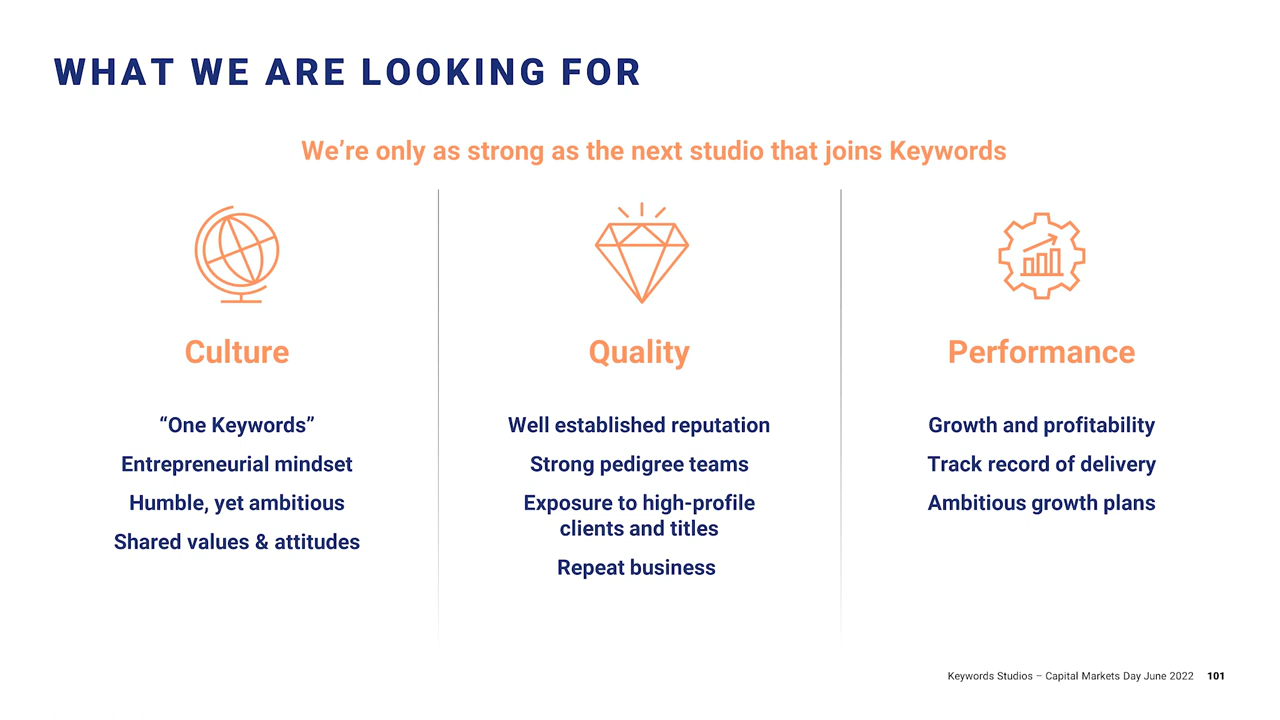 WHAT WE ARE LOOKING FOR
We’re only as strong as the next studio that joins Keywords
Culture
“One Keywords”
Entrepreneurial mindset
Humble, yet ambitious
Shared values & attitudes
Quality
Well established reputation
Strong pedigree teams
Exposure to high-profile
clients and titles
Repeat business
Performance
Growth and profitability
Track record of delivery
Ambitious growth plans
Keywords Studios – Capital Markets Day June 2022 101